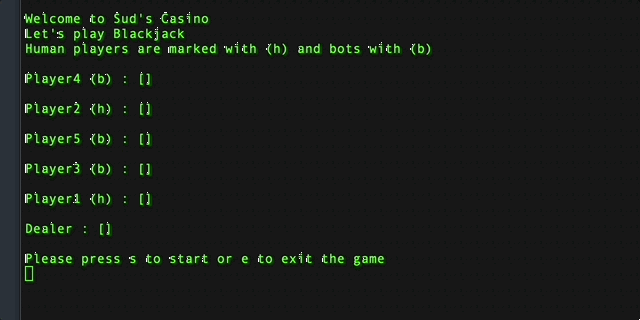 Welcome to Sud's Casino
Let's play Blackjack
Human players are marked with (h) and bots with (b)
Player4 (b) : []
Player2 (h) : []
Player5 (b) : []
Player3 (b) : []
Player1 (h) : []
Dealer : []
Please press s to start or e to exit the game